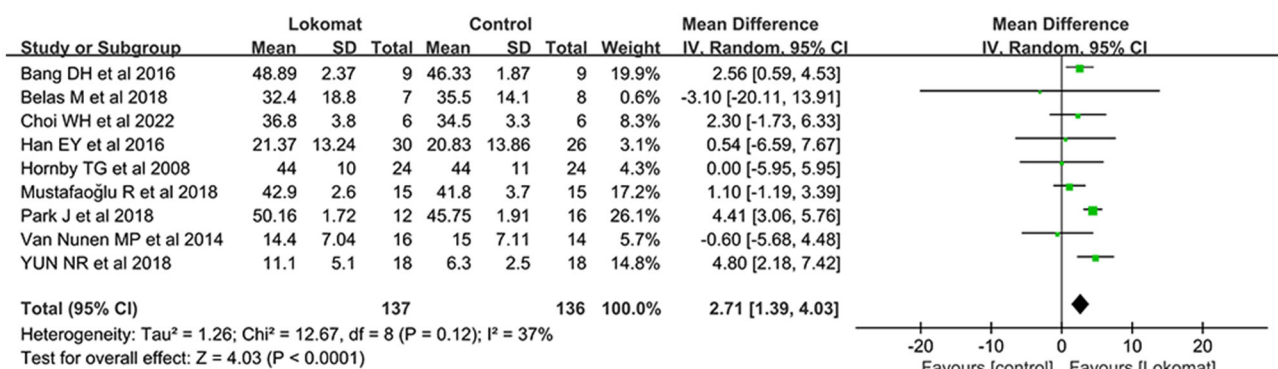 Lokomat Control Mean Difference Mean Difference
Study or Subgroup Mean SD Total Mean SD Total Weight IV, Random, 95% CI IV, Random, 95% CI
Bang DH et al 2016 48.89 2.37 9 46.33 1.87 9 19.9% 2.56 [0.59, 4.53]
Belas M et al 2018 32.4 18.8 7 35.5 14.1 8 0.6% -3.10 [-20.11, 13.91]
Choi WH et al 2022 36.8 3.8 6 34.5 3.3 6 8.3% 2.30 [-1.73, 6.33]
Han EY et al 2016 21.37 13.24 30 20.83 13.86 26 3.1% 0.54 [-6.59, 7.67]
Hornby TG et al 2008 44 10 24 44 11 24 4.3% 0.00 [-5.95, 5.95]
Mustafaoğlu R et al 2018 42.9 2.6 15 41.8 3.7 15 17.2% 1.10 [-1.19, 3.39]
Park J et al 2018 50.16 1.72 12 45.75 1.91 16 26.1% 4.41 [3.06, 5.76]
Van Nunen MP et al 2014 14.4 7.04 16 15 7.11 14 5.7% -0.60 [-5.68, 4.48]
YUN NR et al 2018 11.1 5.1 18 6.3 2.5 18 14.8% 4.80 [2.18, 7.42]
Total (95% CI) 137 136 100.0% 2.71 [1.39, 4.03]
Heterogeneity: Tau² = 1.26; Chi² = 12.67, df = 8 (P = 0.12); I² = 37%
Test for overall effect: Z = 4.03 (P < 0.0001)
-20 -10 0 10 20
Favours [control] Favours [Lokomat]